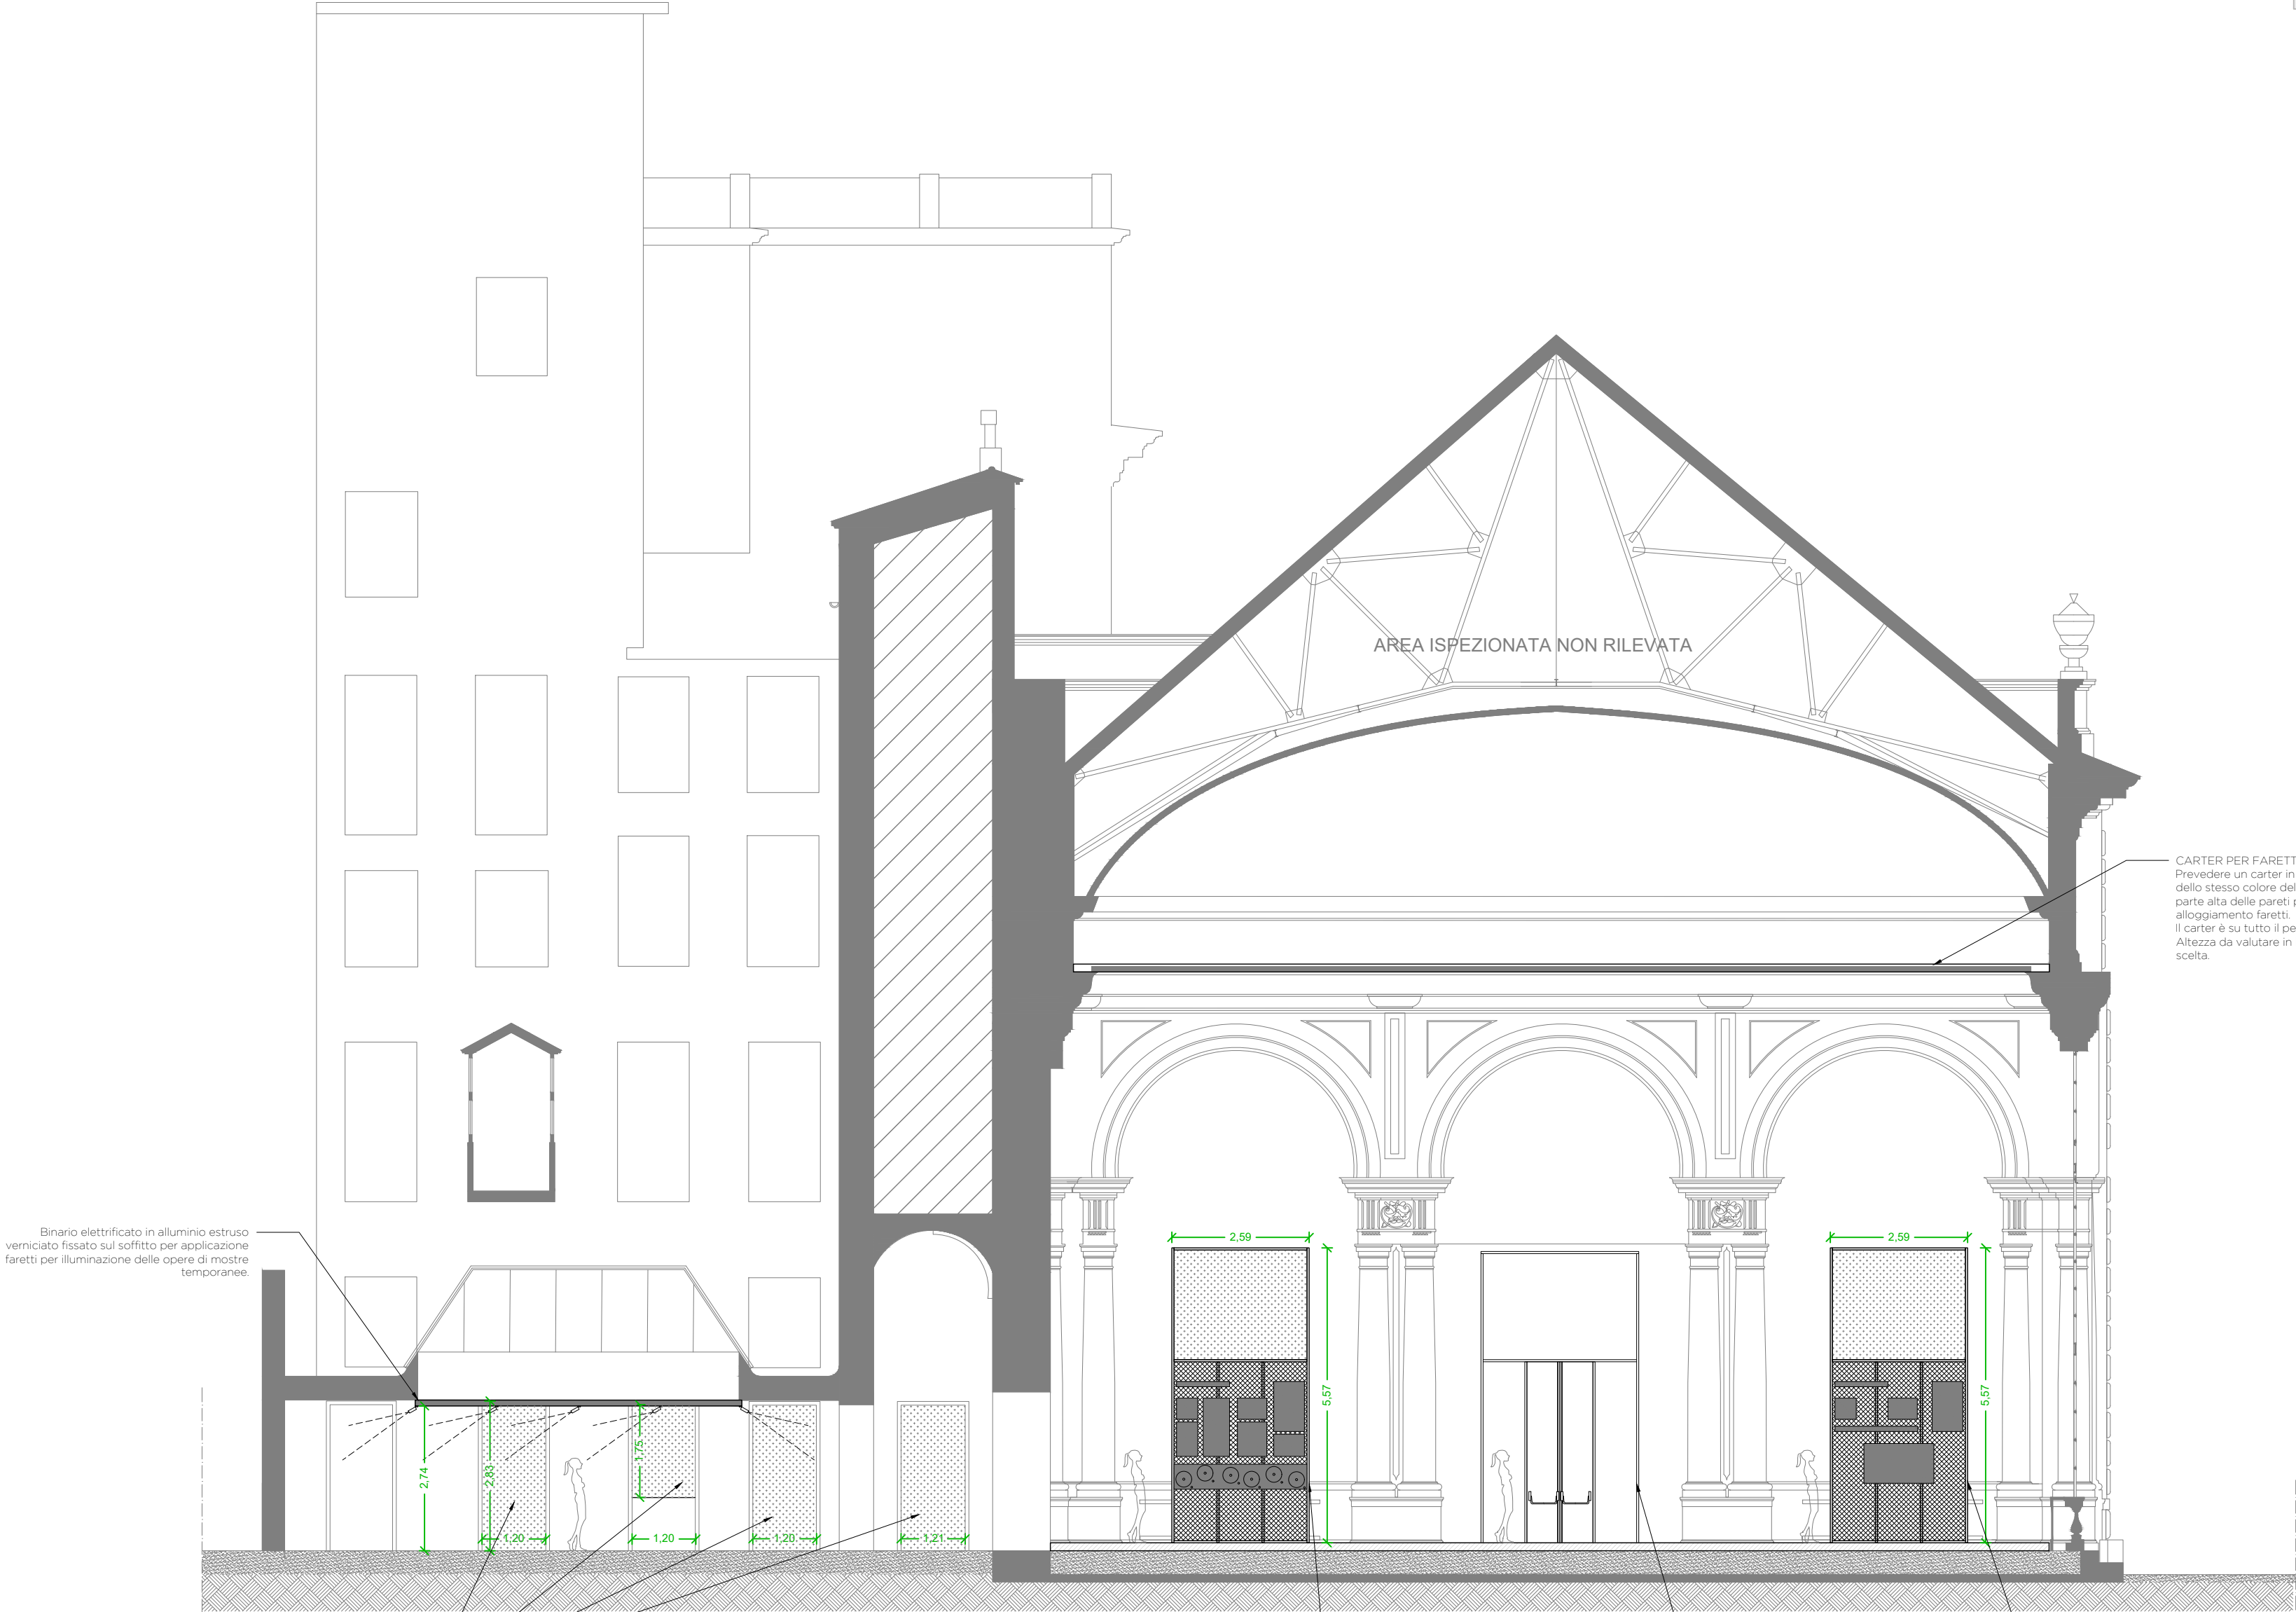 AREA ISPEZIONATA NON RILEVATA
CARTER PER FARETT
Prevedere un carter in
dello stesso colore del
parte alta delle pareti p
alloggiamento faretti.
Il carter è su tutto il pe
Altezza da valutare in
scelta.
Binario elettrificato in alluminio estruso
verniciato fissato sul soffitto per applicazione
faretti per illuminazione delle opere di mostre
temporanee.
2,59
2,59
5,57
5,57
1,75
2,74
2,83
1,20
1,20
1,20
1,21